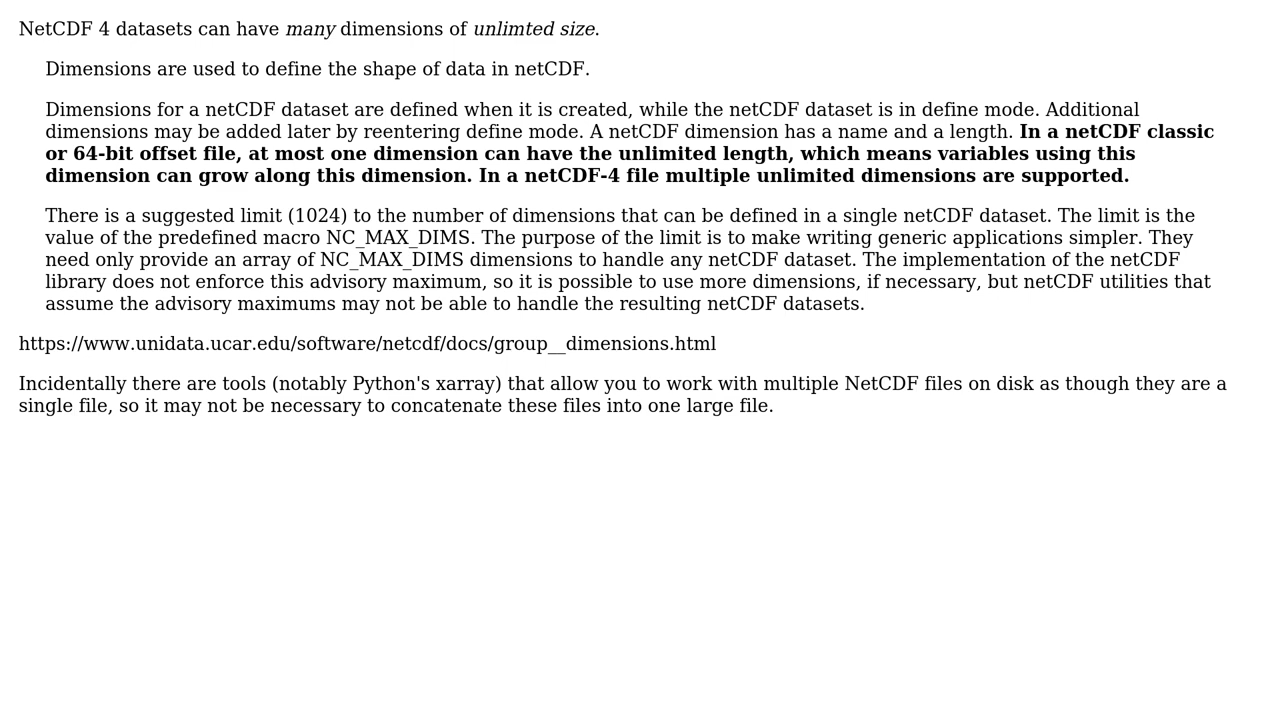 NetCDF 4 datasets can have many dimensions of unlimted size.
Dimensions are used to define the shape of data in netCDF.
Dimensions for a netCDF dataset are defined when it is created, while the netCDF dataset is in define mode. Additional
dimensions may be added later by reentering define mode. A netCDF dimension has a name and a length. In a netCDF classic
or 64-bit offset file, at most one dimension can have the unlimited length, which means variables using this
dimension can grow along this dimension. In a netCDF-4 file multiple unlimited dimensions are supported.
There is a suggested limit (1024) to the number of dimensions that can be defined in a single netCDF dataset. The limit is the
value of the predefined macro NC_MAX_DIMS. The purpose of the limit is to make writing generic applications simpler. They
need only provide an array of NC_MAX_DIMS dimensions to handle any netCDF dataset. The implementation of the netCDF
library does not enforce this advisory maximum, so it is possible to use more dimensions, if necessary, but netCDF utilities that
assume the advisory maximums may not be able to handle the resulting netCDF datasets.
https://www.unidata.ucar.edu/software/netcdf/docs/group__dimensions.html
Incidentally there are tools (notably Python's xarray) that allow you to work with multiple NetCDF files on disk as though they are a
single file, so it may not be necessary to concatenate these files into one large file.